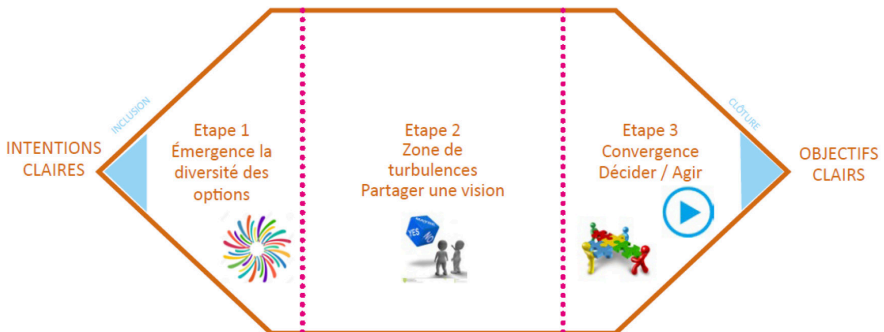 INTENTIONS
CLAIRES
INCLUSION
Etape 1
Émergence la
diversité des
options
Etape 2
Zone de
turbulences
Partager une vision
YES
NO
Etape 3
Convergence
Décider / Agir
CLÔTURE
OBJECTIFS
CLAIRS